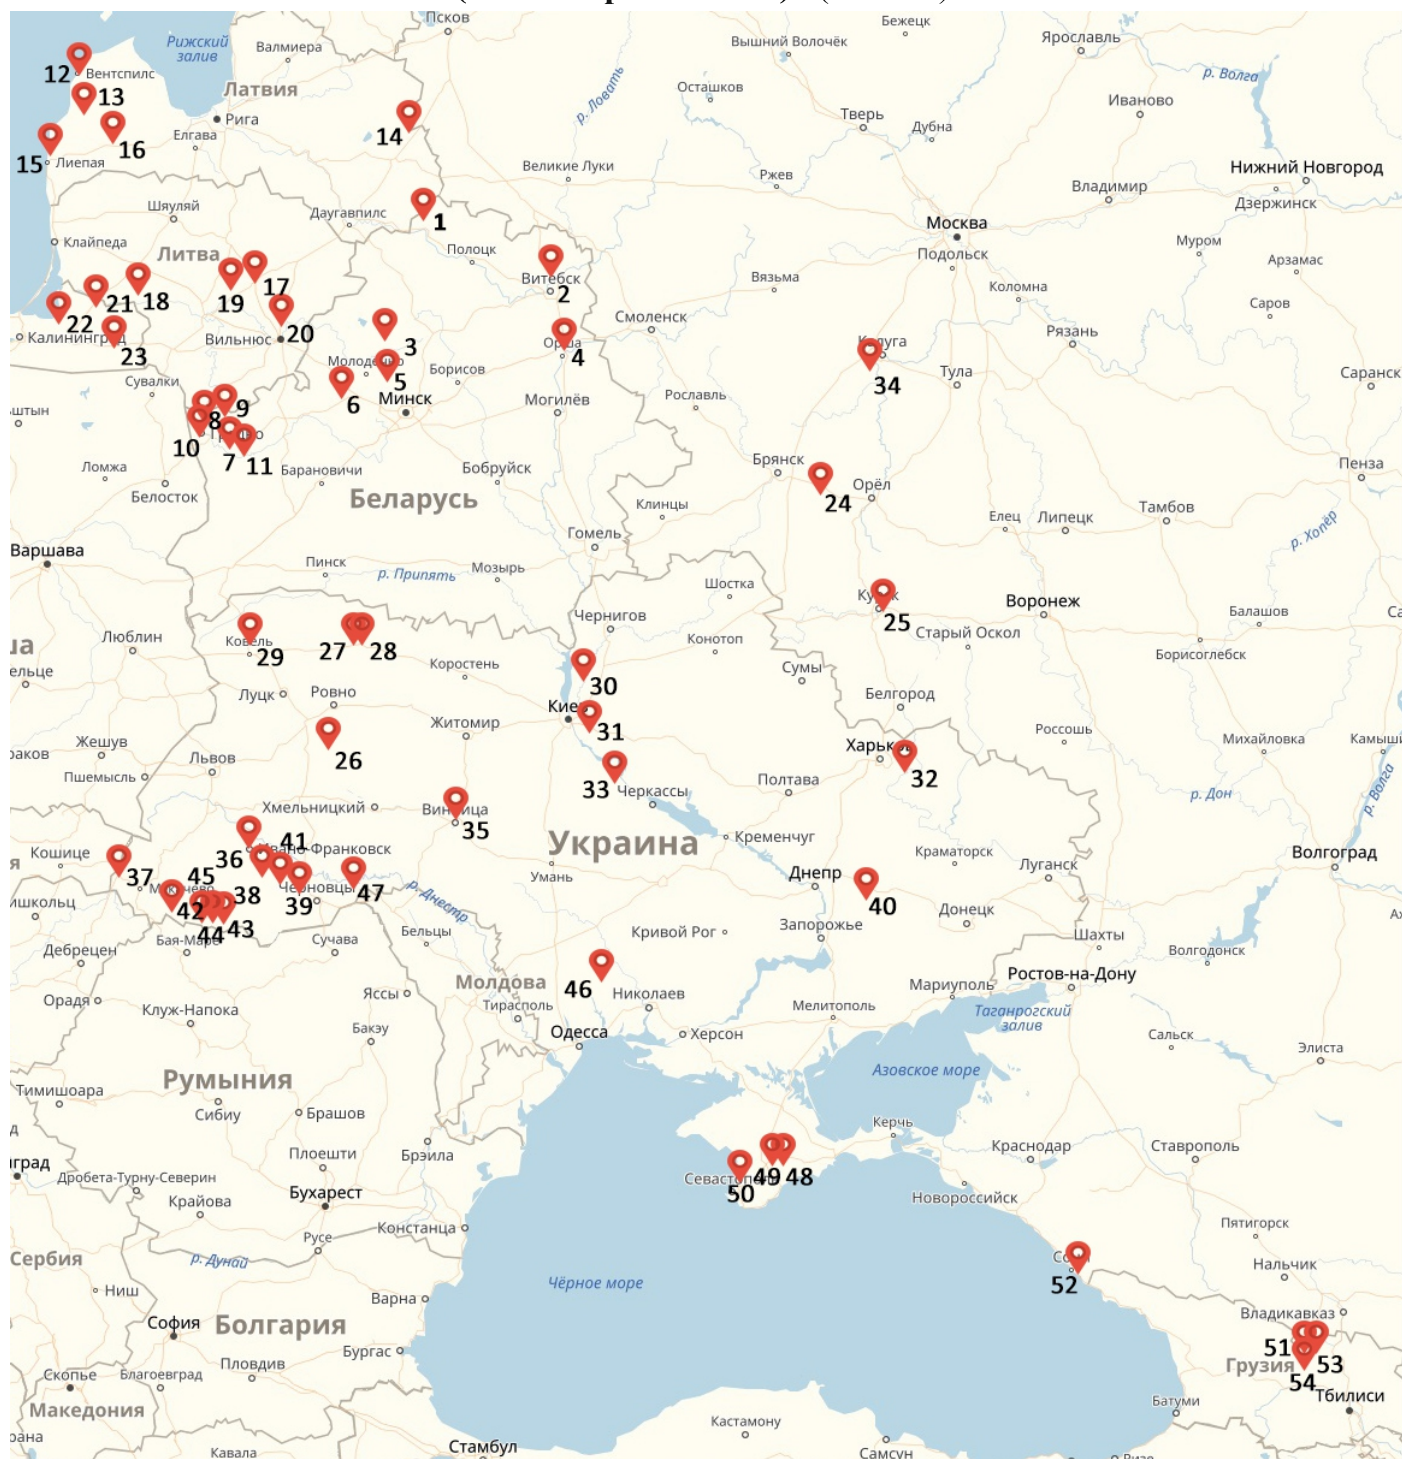 Псков
Бежецк
Рижский
залив
Валмиера
Вышний Волочёк
Ярославль
12
Вентспилс
13
Латвия
р. Ловать
Осташков
р. Волга
Иваново
Рига
14
Тверь
Дубна
16
Елгава
15
Лиепая
Великие Луки
Ржев
Нижний Новгород
Владимир
Дзержинск
Шяуляй
Даугавпилс
1
Москва
Клайпеда
Полоцк
Муром
Литва
Подольск
Арзамас
Витебск
Вязьма
17
2
Коломна
21
18
19
Саров
22
Смоленск
20
Рязань
Калининград
Вильнюс
3
23
4
Молодечно
5
Борисов
Тула
Сувалки
34
Саранск
6
Минск
Рославль
9
Могилёв
8
10
7
11
Брянск
Пенза
Ломжа
Барановичи
Бобруйск
Белосток
Орёл
Беларусь
24
Клинцы
Тамбов
Елец
Липецк
р. Хопёр
Гомель
Варшава
Пинск
Мозырь
р. Припять
Шостка
Воронеж
Чернигов
Балашов
25
Люблин
Ковель
Конотоп
Старый Оскол
29
27
28
Коростень
Сумы
Борисоглебск
30
Луцк
Ровно
Белгород
Киев
Житомир
31
Россошь
Жешув
Харьков
Михайловка
26
Львов
32
Пшемысль
Полтава
33
Черкассы
р. Дон
р. Волга
Хмельницкий
Винница
35
Кременчуг
41
Украина
Ивано-Франковск
Кошице
36
Краматорск
Волгоград
37
45
Луганск
Умань
Днепр
Черновцы
47
38
39
р. Днестр
42
40
Донецк
44
43
Запорожье
Бая-Маре
Сучава
Бельцы
Кривой Рог
Шахты
Дебрецен
Волгодонск
Ростов-на-Дону
Молдова
46
Мариуполь
Орадя
Яссы
Николаев
Клуж-Напока
Тирасполь
Мелитополь
Таганрогский
залив
Бакэу
Одесса
Херсон
Сальск
Элиста
Азовское море
Румыния
Тимишоара
Сибиу
Брашов
Керчь
Плоешти
Брэила
Краснодар
Ставрополь
Дробета-Турну-Северин
49
48
Бухарест
50
Крайова
Новороссийск
Констанца
Пятигорск
Русе
Сербия
р. Дунай
Сочи
Нальчик
Чёрное море
52
Ниш
Варна
Владикавказ
София
Болгария
51
Бургас
53
Пловдив
Грузия
Скопье
Благоевград
54
Тбилиси
Батуми
Македония
Кастамону
Стамбул
Кавала
Самсун